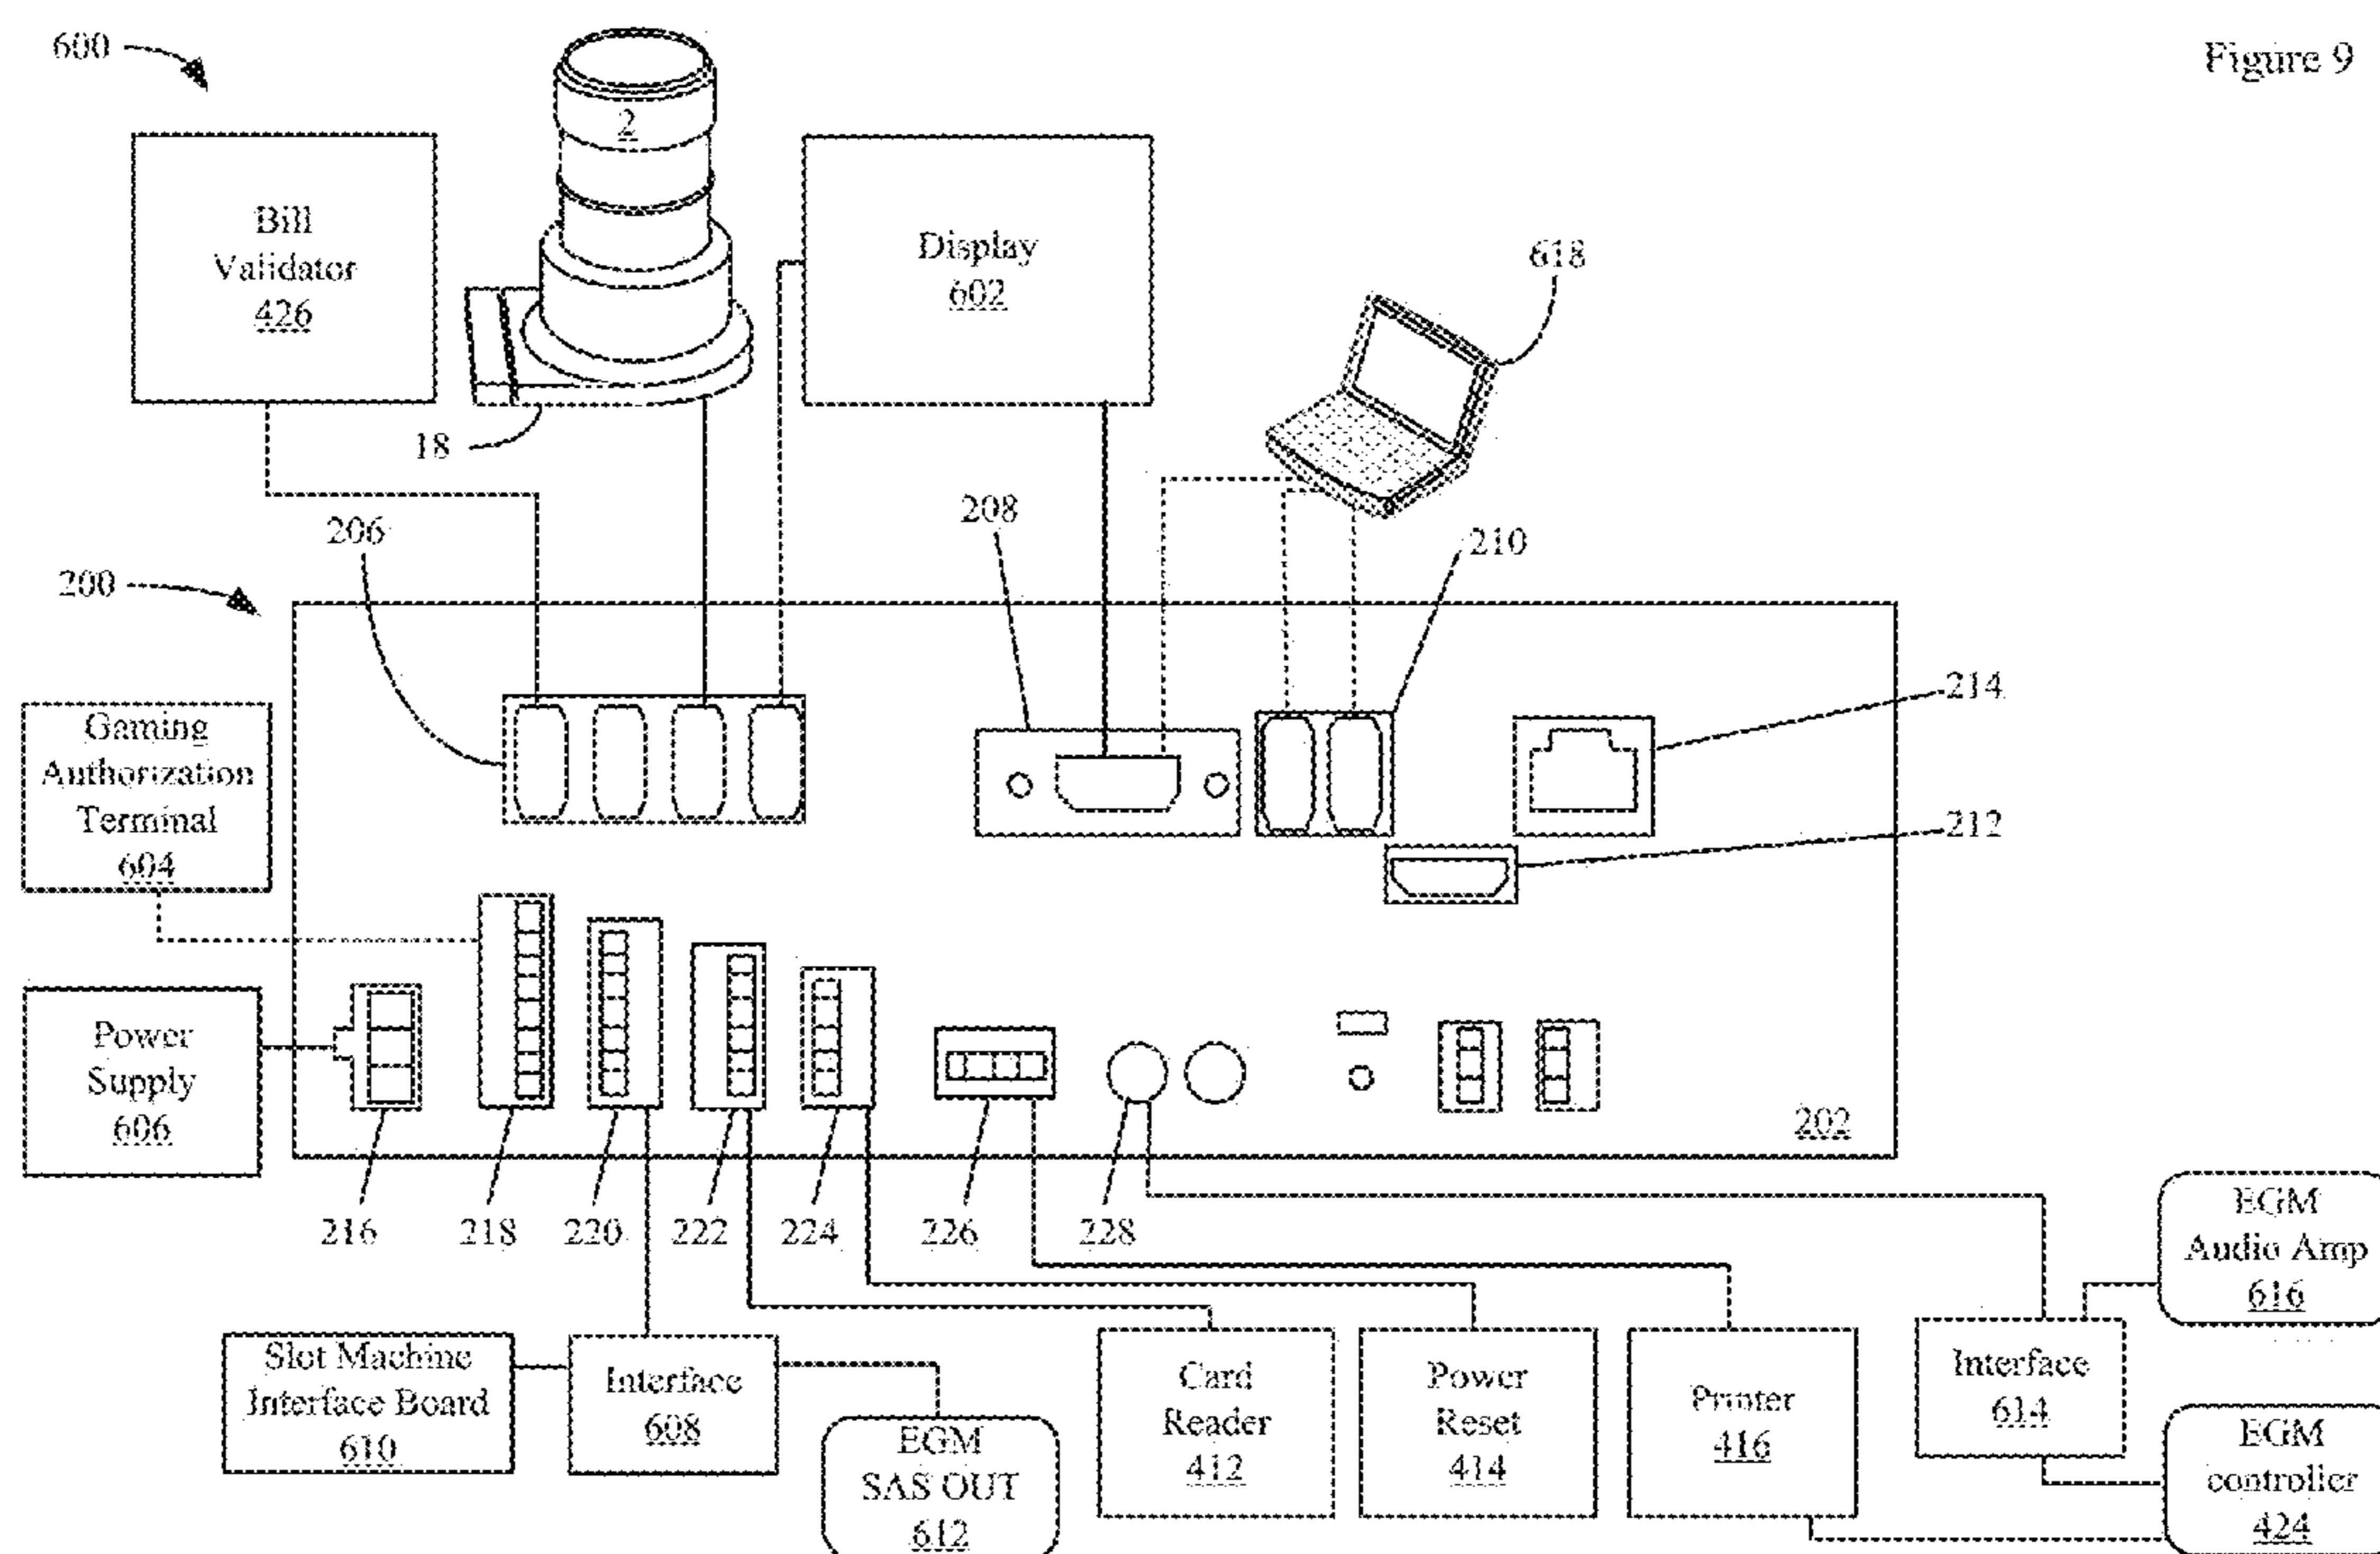 Figure 9
600
2
Bill
Validator
426
Display
602
618
18
206
208
210
200
214
Gaming
Authorization
Terminal
604
212
Power
Supply
606
202
216
218
220
222
224
226
228
EGM
Audio Amp
616
Slot Machine
Interface Board
610
Interface
608
EGM
SAS OUT
612
Card
Reader
412
Power
Reset
414
Printer
416
Interface
614
EGM
controller
424